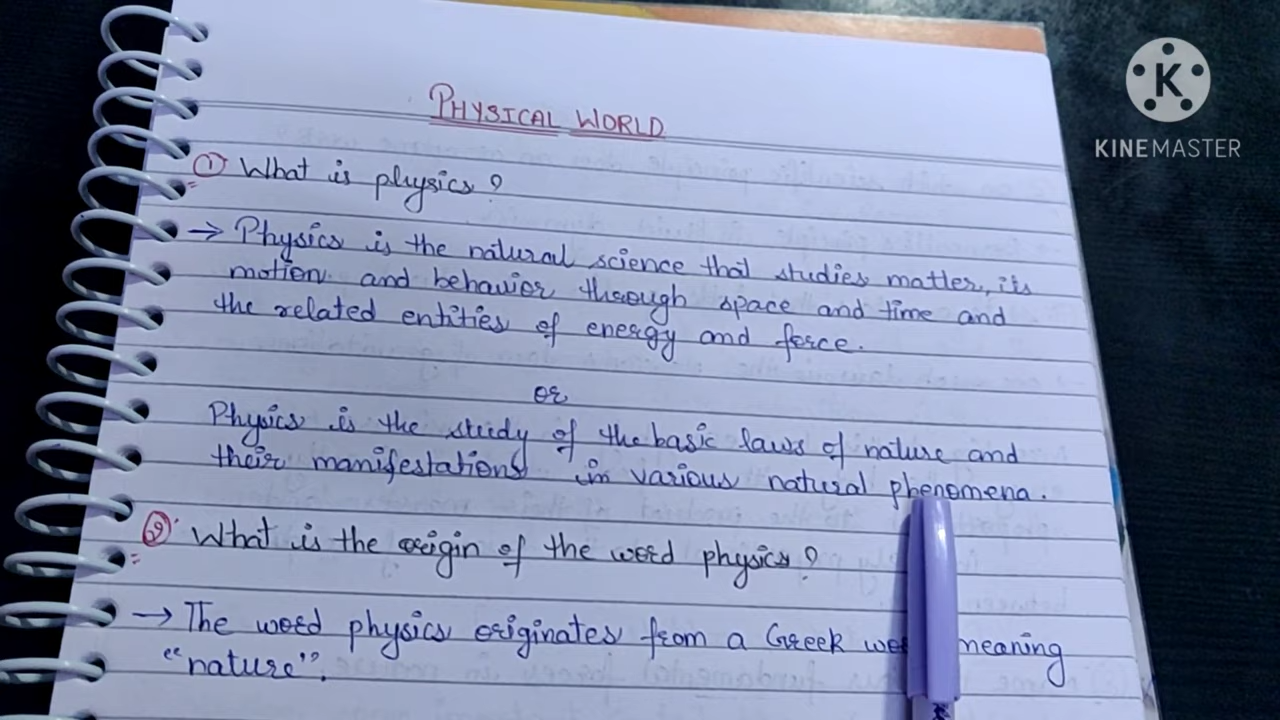 PHYSICAL WORLD
KINEMASTER
① What is physics?
→ Physics is the natural science that studies matter, its
motion and behavior through space and time and
the related entities of energy and force.
or
Physics is the study of the basic laws of nature and
their manifestations in various natural phenomena.
② What is the origin of the word physics?
→ The word physics originates from a Greek meaning
"nature".